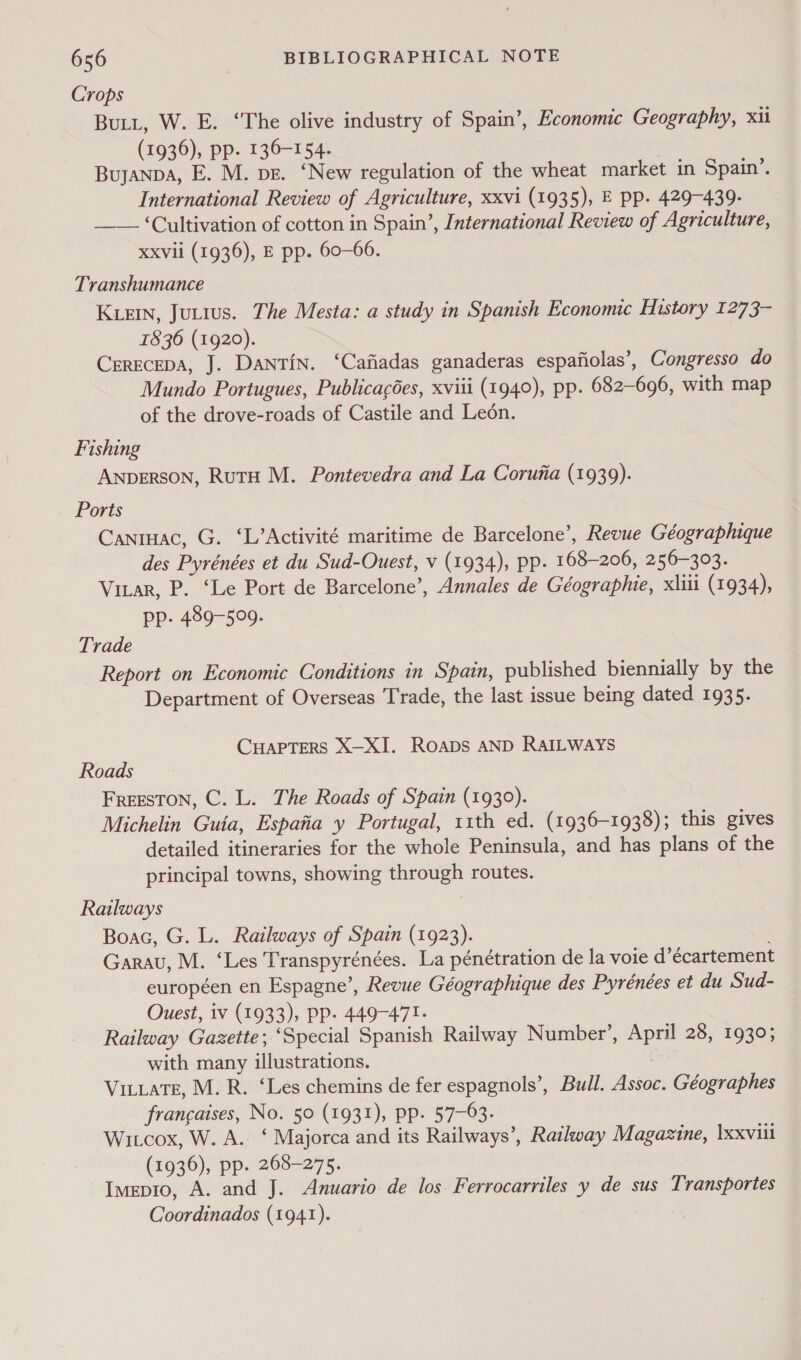 656 BIBLIOGRAPHICAL NOTE
Crops
BULL, W. E. ‘The olive industry of Spain’, Economic Geography, xii
(1936), pp. 136–154.
BUJANDA, E. M. DE. ‘New regulation of the wheat market in Spain’.
International Review of Agriculture, xxvi (1935), E pp. 429–439.
—— ‘Cultivation of cotton in Spain’, International Review of Agriculture,
xxvii (1936), E pp. 60–66.
Transhumance
KLEIN, JULIUS. The Mesta: a study in Spanish Economic History 1273–
1836 (1920).
CERECEDA, J. DANTÍN. ‘Cañadas ganaderas españolas’, Congresso do
Mundo Portugues, Publicações, xviii (1940), pp. 682–696, with map
of the drove-roads of Castile and León.
Fishing
ANDERSON, RUTH M. Pontevedra and La Coruña (1939).
Ports
CANIHAC, G. ‘L’Activité maritime de Barcelone’, Revue Géographique
des Pyrénées et du Sud-Ouest, v (1934), pp. 168–206, 256–303.
VILAR, P. ‘Le Port de Barcelone’, Annales de Géographie, xliii (1934),
pp. 489–509.
Trade
Report on Economic Conditions in Spain, published biennially by the
Department of Overseas Trade, the last issue being dated 1935.
CHAPTERS X–XI. ROADS AND RAILWAYS
Roads
FREESTON, C. L. The Roads of Spain (1930).
Michelin Guía, España y Portugal, 11th ed. (1936–1938); this gives
detailed itineraries for the whole Peninsula, and has plans of the
principal towns, showing through routes.
Railways
BOAG, G. L. Railways of Spain (1923).
GARAU, M. ‘Les Transpyrénées. La pénétration de la voie d’écartement
européen en Espagne’, Revue Géographique des Pyrénées et du Sud-
Ouest, iv (1933), pp. 449–471.
Railway Gazette; ‘Special Spanish Railway Number’, April 28, 1930;
with many illustrations.
VILLATE, M. R. ‘Les chemins de fer espagnols’, Bull. Assoc. Géographes
françaises, No. 50 (1931), pp. 57–63.
WILCOX, W. A. ‘Majorca and its Railways’, Railway Magazine, lxxviii
(1936), pp. 268–275.
IMEDIO, A. and J. Anuario de los Ferrocarriles y de sus Transportes
Coordinados (1941).